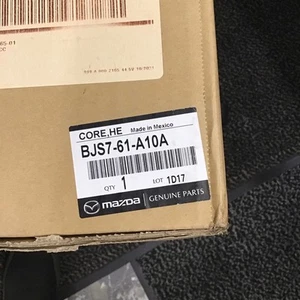 CORE,HE Made in Mexico
BJS7-61-A10A
QTY 1 LOT 1D17
mazda GENUINE PARTS